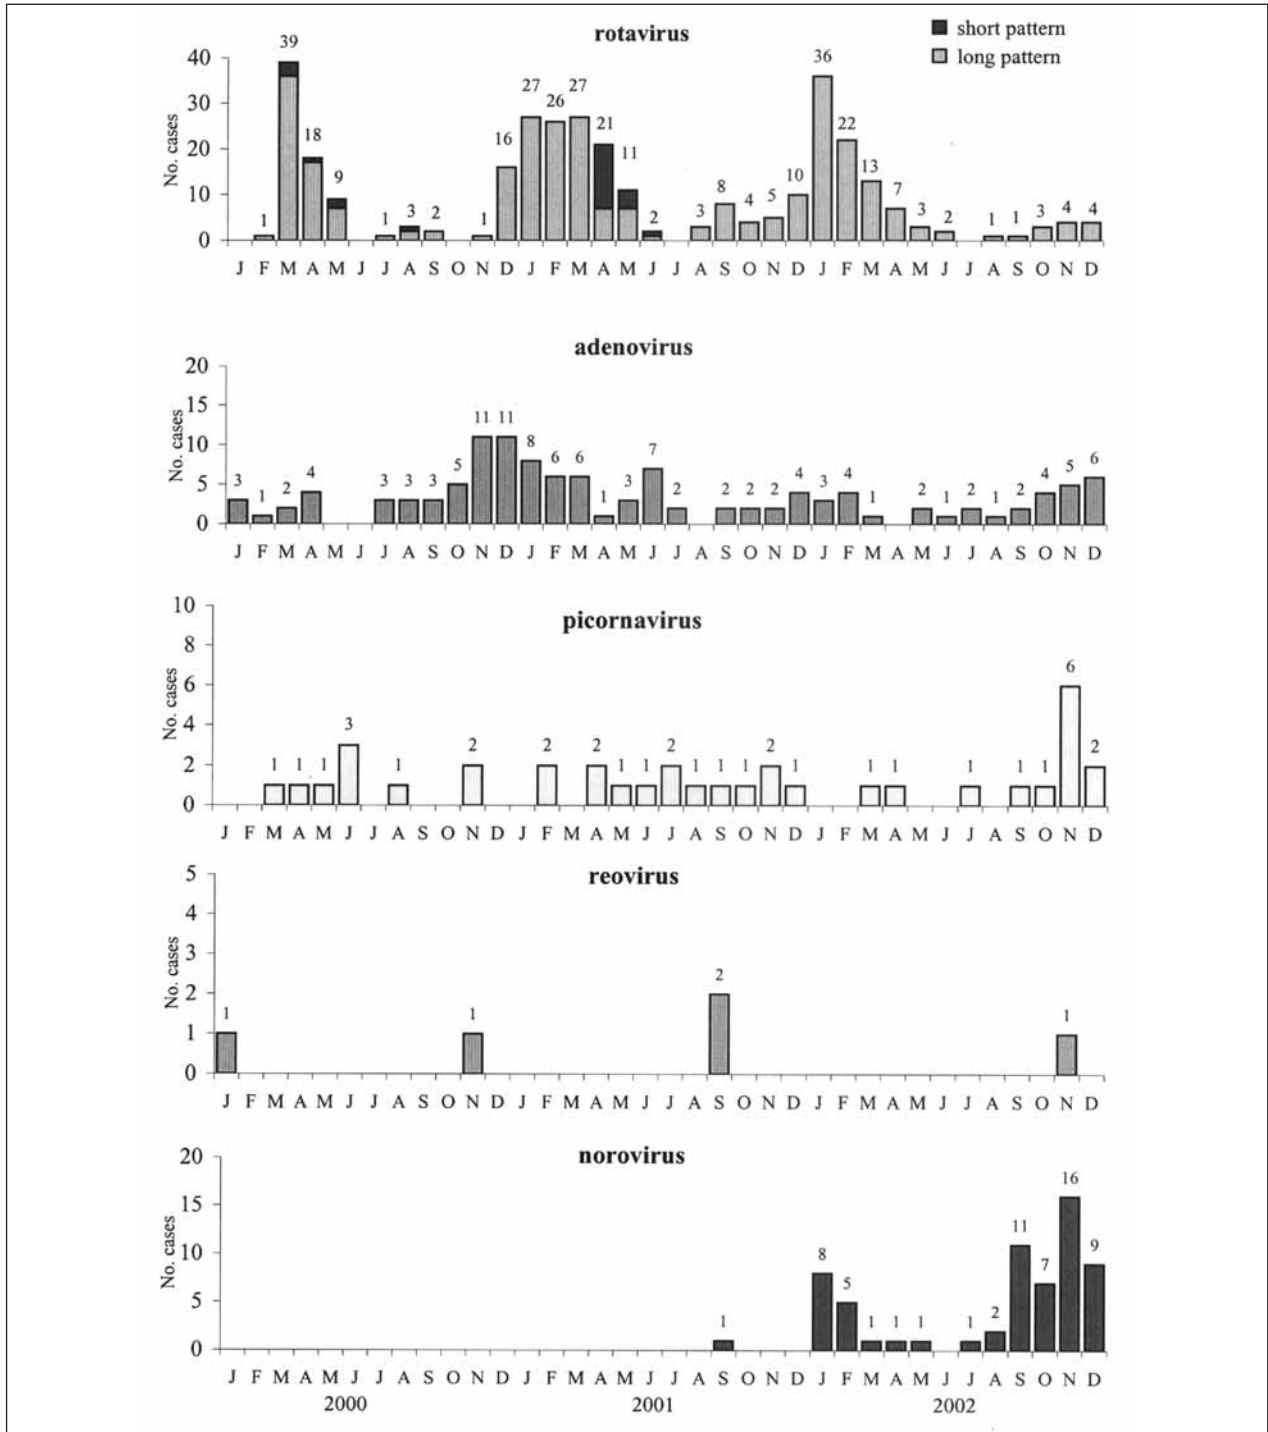 rotavirus
short pattern
long pattern
No. cases
40
30
20
10
0
1 39 18 9 1 3 2 1 16 27 26 27 21 11 2 3 8 4 5 10 36 22 13 7 3 2 1 1 3 4 4
J F M A M J J A S O N D J F M A M J J A S O N D J F M A M J J A S O N D
adenovirus
No. cases
20
15
10
5
0
3 1 2 4 3 3 3 5 11 11 8 6 6 1 3 7 2 2 2 2 4 3 4 1 2 1 2 1 2 4 5 6
J F M A M J J A S O N D J F M A M J J A S O N D J F M A M J J A S O N D
picornavirus
No. cases
10
8
6
4
2
0
1 1 1 3 1 2 2 2 1 1 2 1 1 1 2 1 1 1 1 1 1 6 2
J F M A M J J A S O N D J F M A M J J A S O N D J F M A M J J A S O N D
reovirus
No. cases
5
4
3
2
1
0
1 1 2 1
J F M A M J J A S O N D J F M A M J J A S O N D J F M A M J J A S O N D
norovirus
No. cases
20
15
10
5
0
1 8 5 1 1 1 1 2 11 7 16 9
J F M A M J J A S O N D J F M A M J J A S O N D J F M A M J J A S O N D
2000 2001 2002